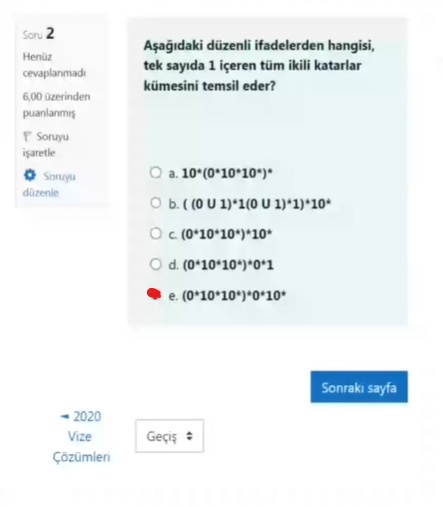 Soru 2
Henüz
cevaplanmadı
6,00 üzerinden
puanlanmış
Soruyu
işaretle
Soruyu
düzenle
Aşağıdaki düzenli ifadelerden hangisi,
tek sayıda 1 içeren tüm ikili katarlar
kümesini temsil eder?
a. 10*(0*10*10*)*
b. ( (0 U 1)*1(0 U 1)*1)*10*
c. (0*10*10*)*10*
d. (0*10*10*)*0*1
e. (0*10*10*)*0*10*
Sonraki sayfa
◄ 2020
Vize
Çözümleri
Geçiş